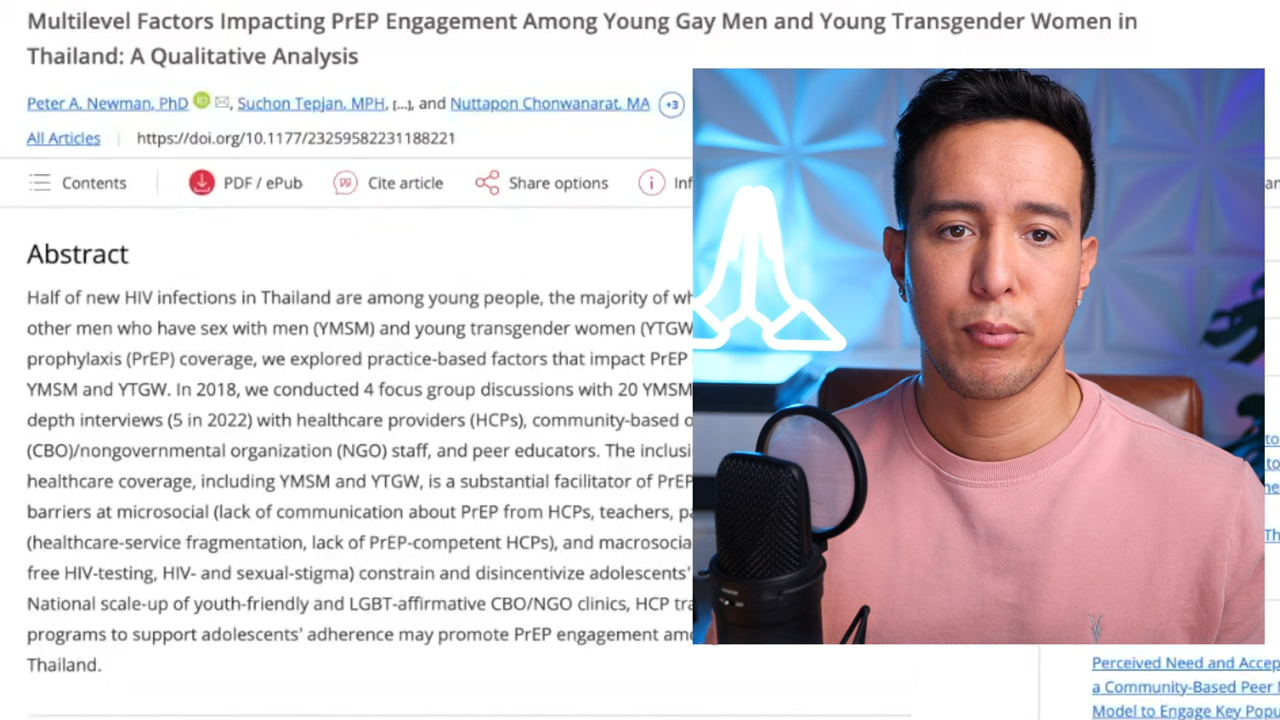 Multilevel Factors Impacting PrEP Engagement Among Young Gay Men and Young Transgender Women in
Thailand: A Qualitative Analysis
Peter A. Newman, PhD iD, Suchon Tepjan, MPH, [...], and Nuttapon Chonwanarat, MA +3
All Articles | https://doi.org/10.1177/23259582231188221
Contents PDF / ePub Cite article Share options
Abstract
Half of new HIV infections in Thailand are among young people, the majority of
other men who have sex with men (YMSM) and young transgender women (YTGW
prophylaxis (PrEP) coverage, we explored practice-based factors that impact PrEP
YMSM and YTGW. In 2018, we conducted 4 focus group discussions with 20 YMSM
depth interviews (5 in 2022) with healthcare providers (HCPs), community-based
(CBO)/nongovernmental organization (NGO) staff, and peer educators. The
healthcare coverage, including YMSM and YTGW, is a substantial facilitator of PrEP
barriers at microsocial (lack of communication about PrEP from HCPs, teachers,
(healthcare-service fragmentation, lack of PrEP-competent HCPs), and
free HIV-testing, HIV- and sexual-stigma) constrain and disincentivize adolescents'
National scale-up of youth-friendly and LGBT-affirmative CBO/NGO clinics, HCP
programs to support adolescents' adherence may promote PrEP engagement
Thailand.
Perceived Need and
a Community-Based Peer
Model to Engage Key